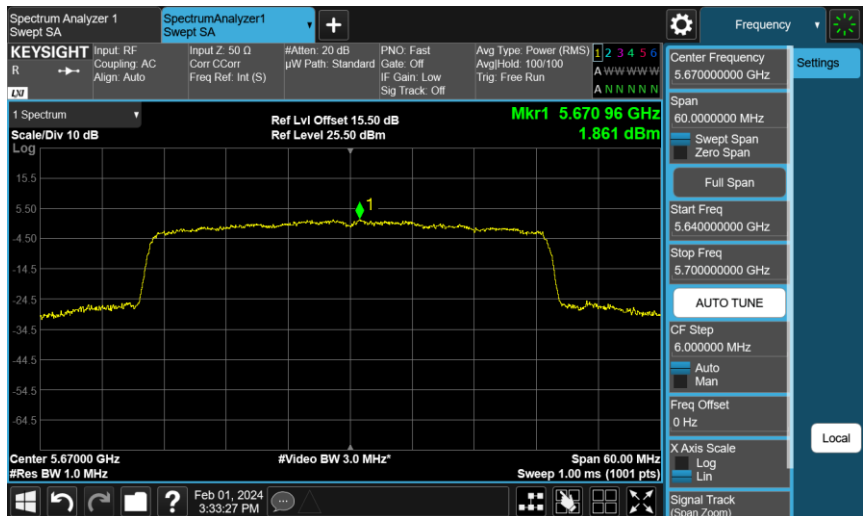 Spectrum Analyzer 1
Swept SA
SpectrumAnalyzer1
Swept SA
Frequency
KEYSIGHT
R
LXI
Input: RF
Coupling: AC
Align: Auto
Input Z: 50 Ω
Corr CCorr
Freq Ref: Int (S)
#Atten: 20 dB
µW Path: Standard
PNO: Fast
Gate: Off
IF Gain: Low
Sig Track: Off
Avg Type: Power (RMS)
Avg|Hold: 100/100
Trig: Free Run
1 2 3 4 5 6
A W W W W W
A N N N N N
1 Spectrum
Scale/Div 10 dB
Ref Lvl Offset 15.50 dB
Ref Level 25.50 dBm
Mkr1 5.670 96 GHz
1.861 dBm
Log
15.5
5.50
-4.50
-14.5
-24.5
-34.5
-44.5
-54.5
-64.5
1
Center 5.67000 GHz
#Res BW 1.0 MHz
#Video BW 3.0 MHz*
Span 60.00 MHz
Sweep 1.00 ms (1001 pts)
Feb 01, 2024
3:33:27 PM
Center Frequency
5.670000000 GHz
Span
60.0000000 MHz
Swept Span
Zero Span
Full Span
Start Freq
5.640000000 GHz
Stop Freq
5.700000000 GHz
AUTO TUNE
CF Step
6.000000 MHz
Auto
Man
Freq Offset
0 Hz
X Axis Scale
Log
Lin
Signal Track
(Span Zoom)
Settings
Local